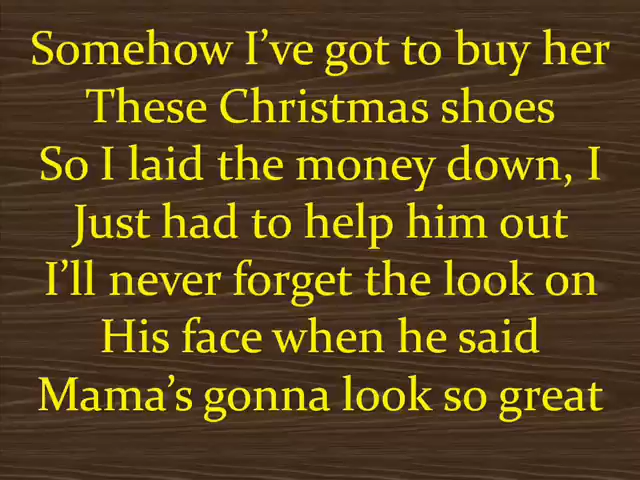 Somehow I’ve got to buy her
These Christmas shoes
So I laid the money down, I
Just had to help him out
I’ll never forget the look on
His face when he said
Mama’s gonna look so great